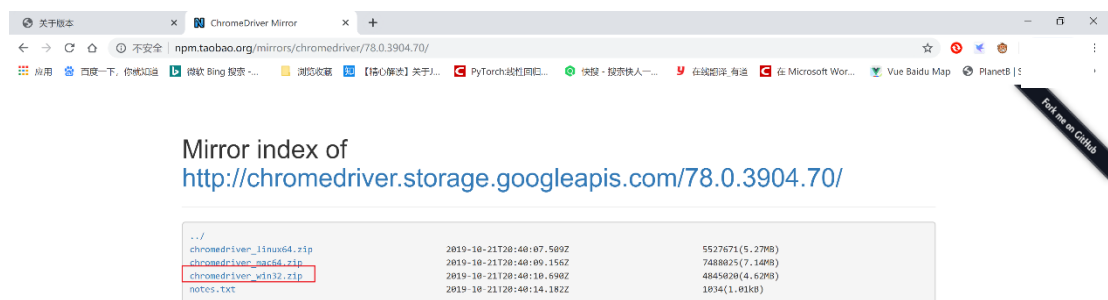 关于版本
ChromeDriver Mirror
不安全 | npm.taobao.org/mirrors/chromedriver/78.0.3904.70/
应用 百度一下,你就知道 微软 Bing 搜索 -... 浏览收藏 【精心解读】关于J... PyTorch:线性回归... 快搜 - 搜索快人一... 在线翻译_有道 在 Microsoft Wor... Vue Baidu Map PlanetB | S
Fork me on GitHub
Mirror index of
http://chromedriver.storage.googleapis.com/78.0.3904.70/
../
chromedriver_linux64.zip 2019-10-21T20:40:07.509Z 5527671(5.27MB)
chromedriver_mac64.zip 2019-10-21T20:40:09.156Z 7488025(7.14MB)
chromedriver_win32.zip 2019-10-21T20:40:10.690Z 4845020(4.62MB)
notes.txt 2019-10-21T20:40:14.182Z 1034(1.01kB)